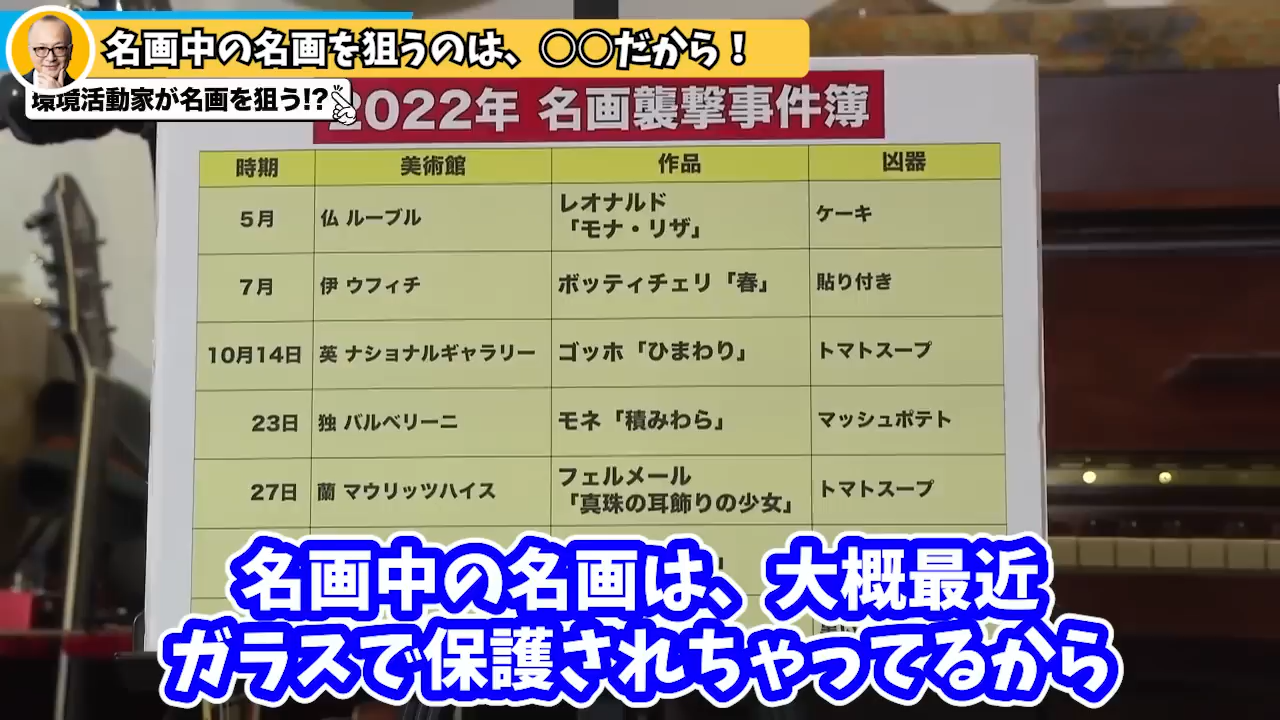 名画中の名画を狙うのは、○○だから！
環境活動家が名画を狙う!?
2022年 名画襲撃事件簿
時期 美術館 作品 凶器
5月 仏 ルーブル レオナルド「モナ・リザ」 ケーキ
7月 伊 ウフィチ ボッティチェリ「春」 貼り付き
10月14日 英 ナショナルギャラリー ゴッホ「ひまわり」 トマトスープ
23日 独 バルベリーニ モネ「積みわら」 マッシュポテト
27日 蘭 マウリッツハイス フェルメール「真珠の耳飾りの少女」 トマトスープ
名画中の名画は、大概最近
ガラスで保護されちゃってるから